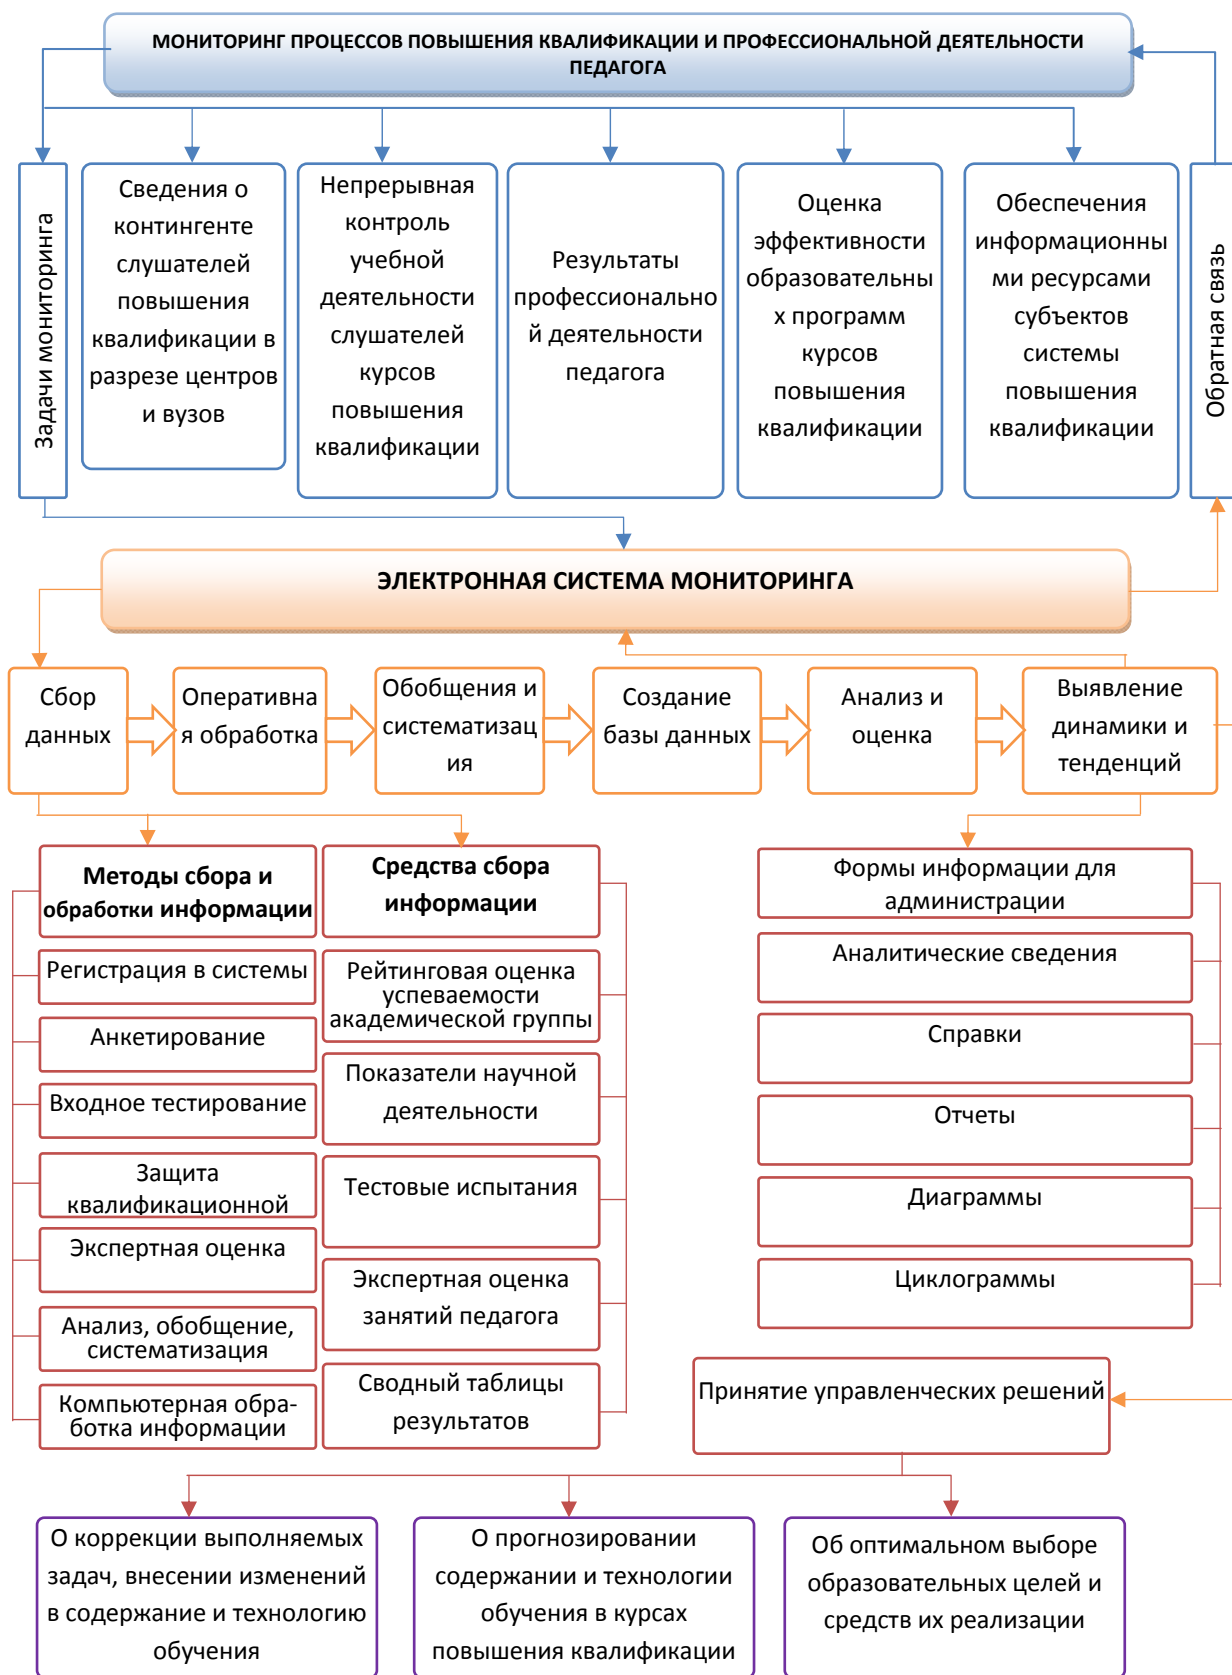 МОНИТОРИНГ ПРОЦЕССОВ ПОВЫШЕНИЯ КВАЛИФИКАЦИИ И ПРОФЕССИОНАЛЬНОЙ ДЕЯТЕЛЬНОСТИ
ПЕДАГОГА
Задачи мониторинга
Сведения о
контингенте
слушателей
повышения
квалификации в
разрезе центров
и вузов
Непрерывная
контроль
учебной
деятельности
слушателей
курсов
повышения
квалификации
Результаты
профессионально
й деятельности
педагога
Оценка
эффективности
образовательны
х программ
курсов
повышения
квалификации
Обеспечения
информационны
ми ресурсами
субъектов
системы
повышения
квалификации
Обратная связь
ЭЛЕКТРОННАЯ СИСТЕМА МОНИТОРИНГА
Сбор
данных
Оперативна
я обработка
Обобщения и
систематизац
ия
Создание
базы данных
Анализ и
оценка
Выявление
динамики и
тенденций
Методы сбора и
обработки информации
Регистрация в системы
Анкетирование
Входное тестирование
Защита
квалификационной
Экспертная оценка
Анализ, обобщение,
систематизация
Компьютерная обра-
ботка информации
Средства сбора
информации
Рейтинговая оценка
успеваемости
академической группы
Показатели научной
деятельности
Тестовые испытания
Экспертная оценка
занятий педагога
Сводный таблицы
результатов
Формы информации для
администрации
Аналитические сведения
Справки
Отчеты
Диаграммы
Циклограммы
Принятие управленческих решений
О коррекции выполняемых
задач, внесении изменений
в содержание и технологию
обучения
О прогнозировании
содержании и технологии
обучения в курсах
повышения квалификации
Об оптимальном выборе
образовательных целей и
средств их реализации